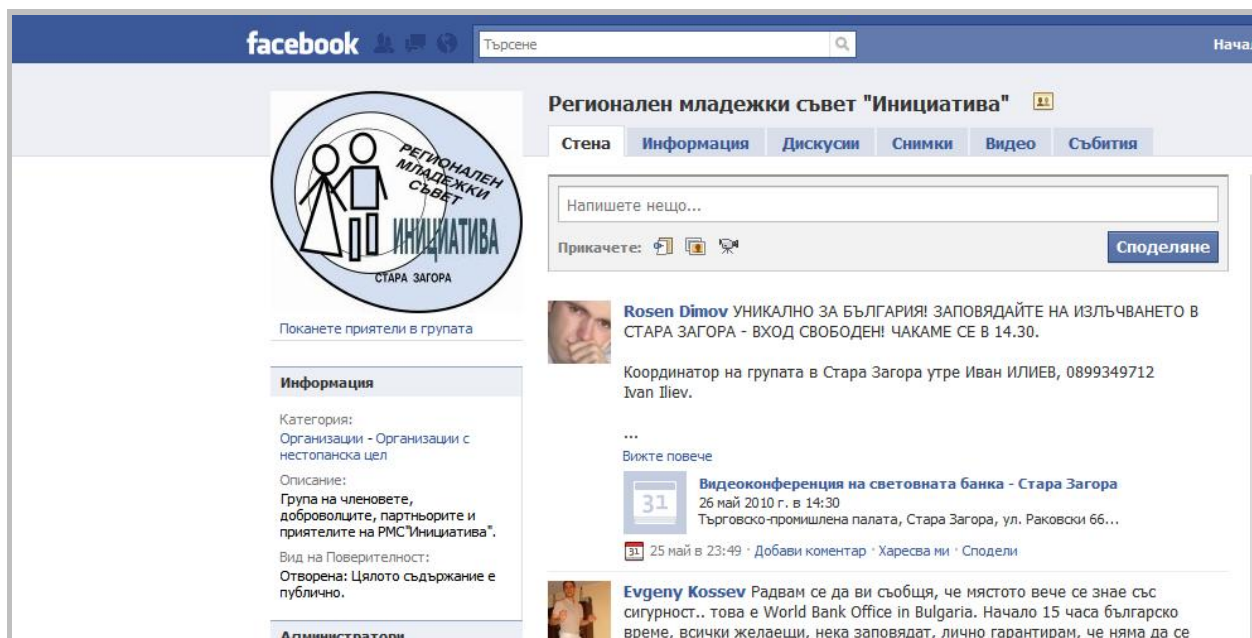 facebook
Търсене
Нача
Регионален младежки съвет "Инициатива"
Стена Информация Дискусии Снимки Видео Събития
РЕГИОНАЛЕН
МЛАДЕЖКИ
СЪВЕТ
ИНИЦИАТИВА
СТАРА ЗАГОРА
Поканете приятели в групата
Информация
Категория:
Организации - Организации с
нестопанска цел
Описание:
Група на членовете,
доброволците, партньорите и
приятелите на РМС"Инициатива".
Вид на Поверителност:
Отворена: Цялото съдържание е
публично.
Администратори
Напишете нещо...
Прикачете:
Споделяне
Rosen Dimov УНИКАЛНО ЗА БЪЛГАРИЯ! ЗАПОВЯДАЙТЕ НА ИЗЛЪЧВАНЕТО В
СТАРА ЗАГОРА - ВХОД СВОБОДЕН! ЧАКАМЕ СЕ В 14.30.
Координатор на групата в Стара Загора утре Иван ИЛИЕВ, 0899349712
Ivan Iliev.
...
Вижте повече
31
Видеоконференция на световната банка - Стара Загора
26 май 2010 г. в 14:30
Търговско-промишлена палата, Стара Загора, ул. Раковски 66...
31 25 май в 23:49 · Добави коментар · Харесва ми · Сподели
Evgeny Kossev Радвам се да ви съобщя, че мястото вече се знае със
сигурност.. това е World Bank Office in Bulgaria. Начало 15 часа българско
време, всички желаещи, нека заповядат, лично гарантирам, че няма да се